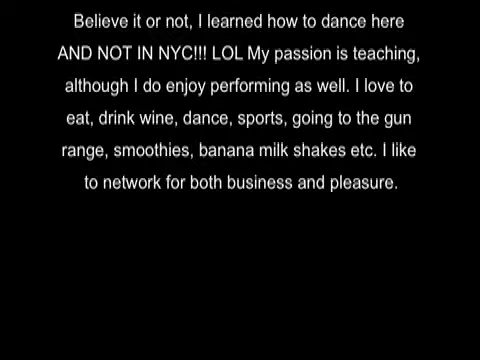 Believe it or not, I learned how to dance here
AND NOT IN NYC!!! LOL My passion is teaching,
although I do enjoy performing as well. I love to
eat, drink wine, dance, sports, going to the gun
range, smoothies, banana milk shakes etc. I like
to network for both business and pleasure.